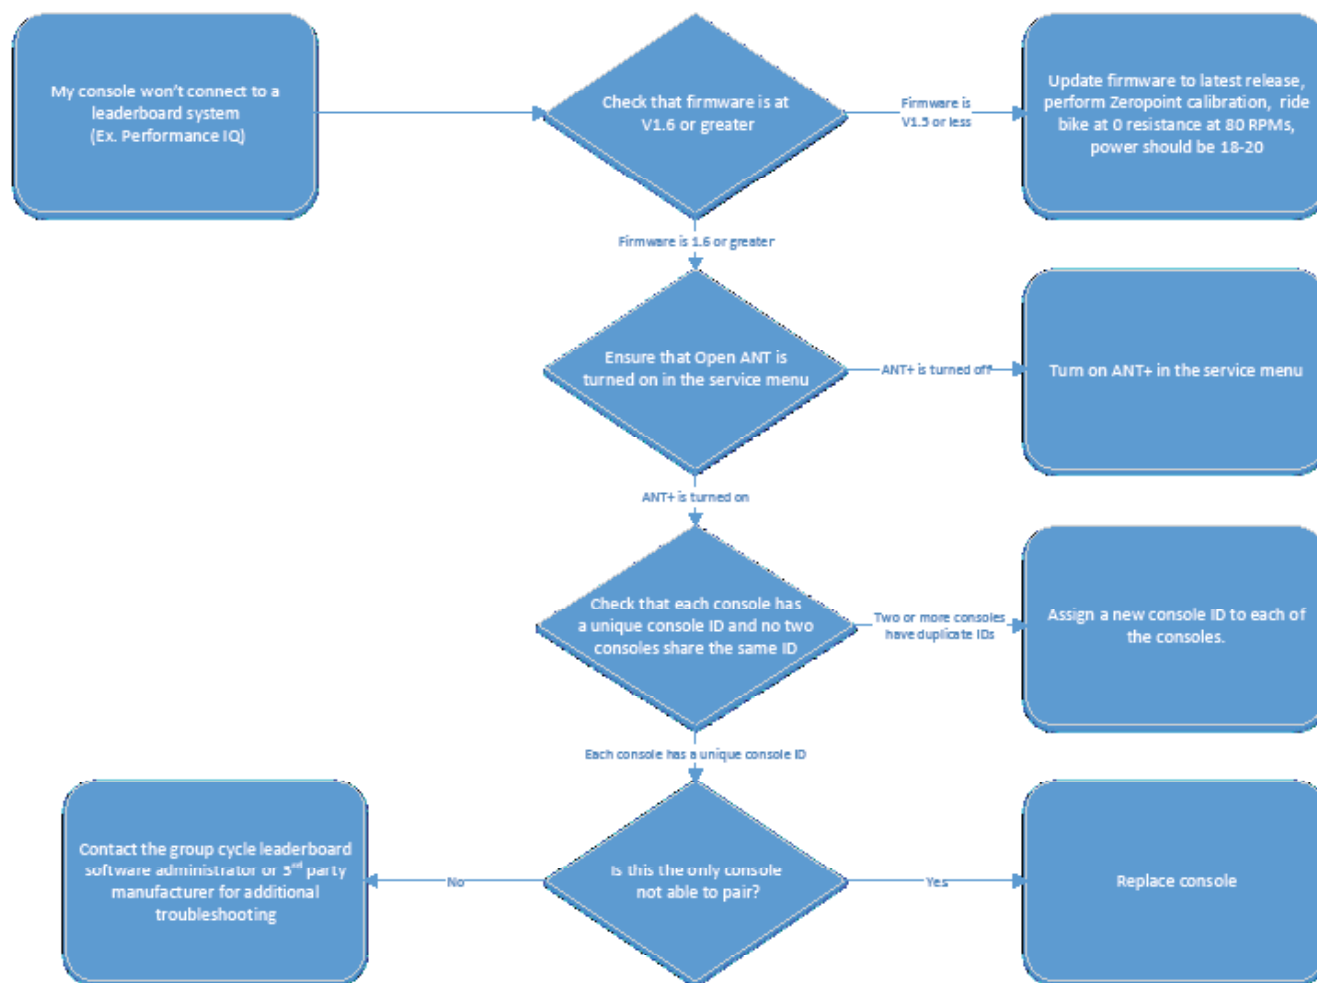 My console won't connect to a
leaderboard system
(Ex. Performance IQ)
Check that firmware is at
V1.6 or greater
Firmware is
V1.5 or less
Update firmware to latest release,
perform Zeropoint calibration, ride
bike at 0 resistance at 80 RPMs,
power should be 18-20
Firmware is 1.6 or greater
Ensure that Open ANT is
turned on in the service menu
ANT+ is turned off
Turn on ANT+ in the service menu
ANT+ is turned on
Check that each console has
a unique console ID and no two
consoles share the same ID
Two or more consoles
have duplicate IDs
Assign a new console ID to each of
the consoles.
Each console has a unique console ID
Contact the group cycle leaderboard
software administrator or 3rd party
manufacturer for additional
troubleshooting
No
Is this the only console
not able to pair?
Yes
Replace console